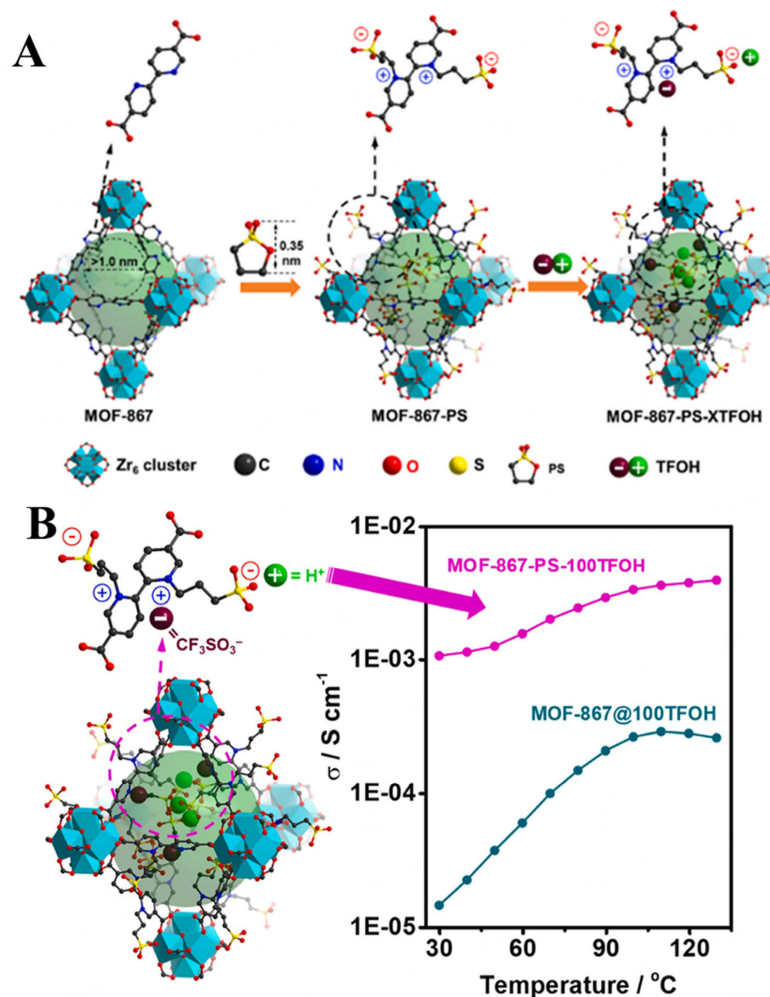 A
⊖
⊕
⊕
⊖
⊖
⊕
⊕
⊖
⊕
>1.0 nm
0.35
nm
MOF-867
MOF-867-PS
MOF-867-PS-XTFOH
Zr6 cluster
C
N
O
S
PS
TFOH
B
⊖
⊕
⊕
⊖
+ = H+
CF3SO3−
1E-02
MOF-867-PS-100TFOH
1E-03
MOF-867@100TFOH
σ / S cm-1
1E-04
1E-05
30
60
90
120
Temperature / oC